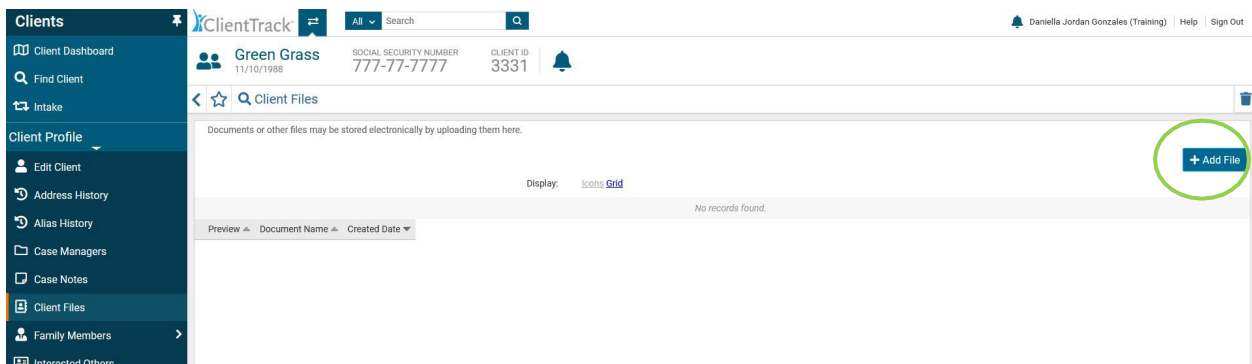 Clients
ClientTrack
All
Search
Daniella Jordan Gonzales (Training) Help Sign Out
Client Dashboard
Find Client
Intake
Client Profile
Edit Client
Address History
Alias History
Case Managers
Case Notes
Client Files
Family Members
Interested Others
Green Grass
11/10/1988
SOCIAL SECURITY NUMBER
777-77-7777
CLIENT ID
3331
Client Files
Documents or other files may be stored electronically by uploading them here.
+ Add File
Display: Icons Grid
No records found.
Preview Document Name Created Date